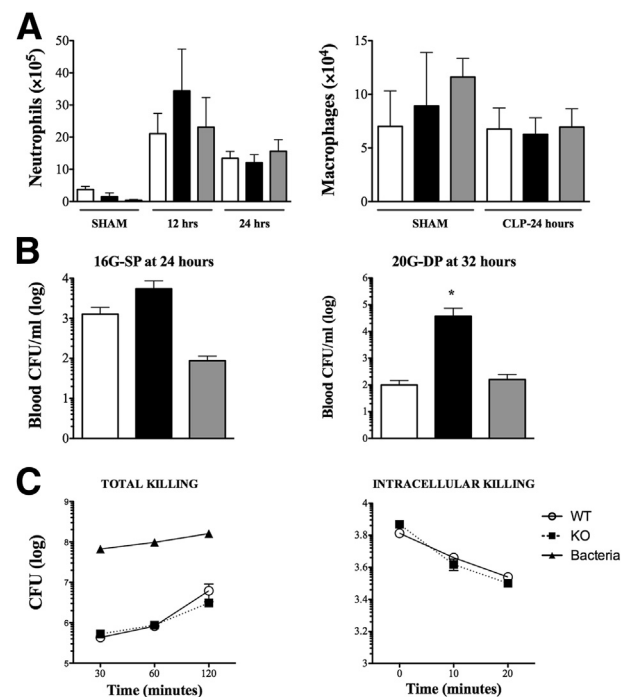 A
Neutrophils (×10⁵)
50
40
30
20
10
0
SHAM
12 hrs
24 hrs
Macrophages (×10⁴)
15
10
5
0
SHAM
CLP-24 hours
B
16G-SP at 24 hours
Blood CFU/ml (log)
4
3
2
1
0
20G-DP at 32 hours
Blood CFU/ml (log)
6
5
4
3
2
1
0
*
C
TOTAL KILLING
CFU (log)
9
8
7
6
5
30
60
120
Time (minutes)
INTRACELLULAR KILLING
4
3.8
3.6
3.4
3.2
3
0
10
20
Time (minutes)
WT
KO
Bacteria